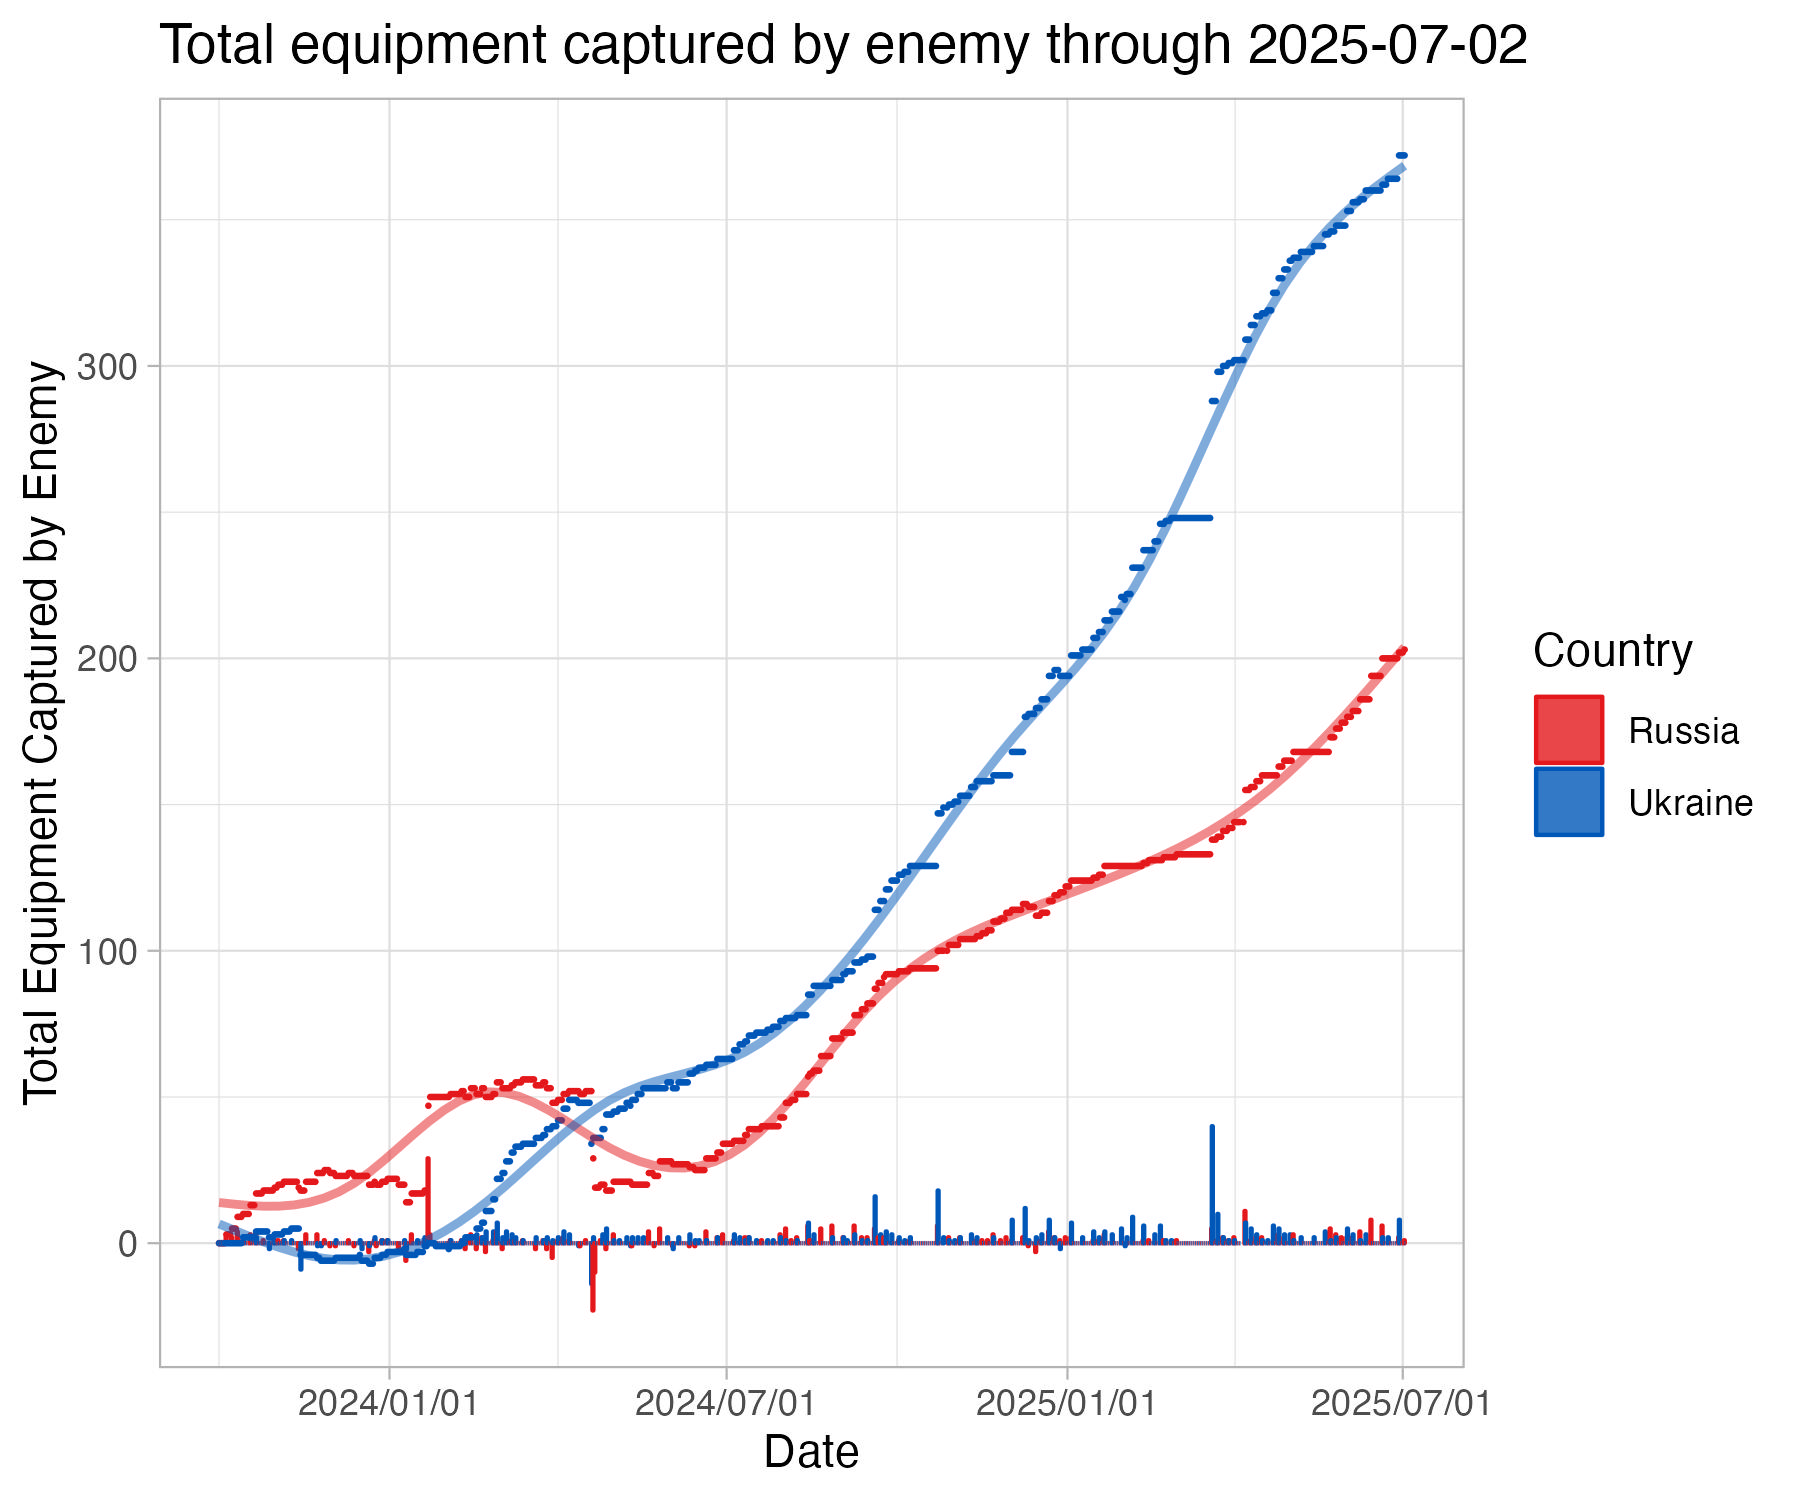 Total equipment captured by enemy through 2025-07-02
Total Equipment Captured by Enemy
300
200
100
0
2024/01/01
2024/07/01
2025/01/01
2025/07/01
Date
Country
Russia
Ukraine